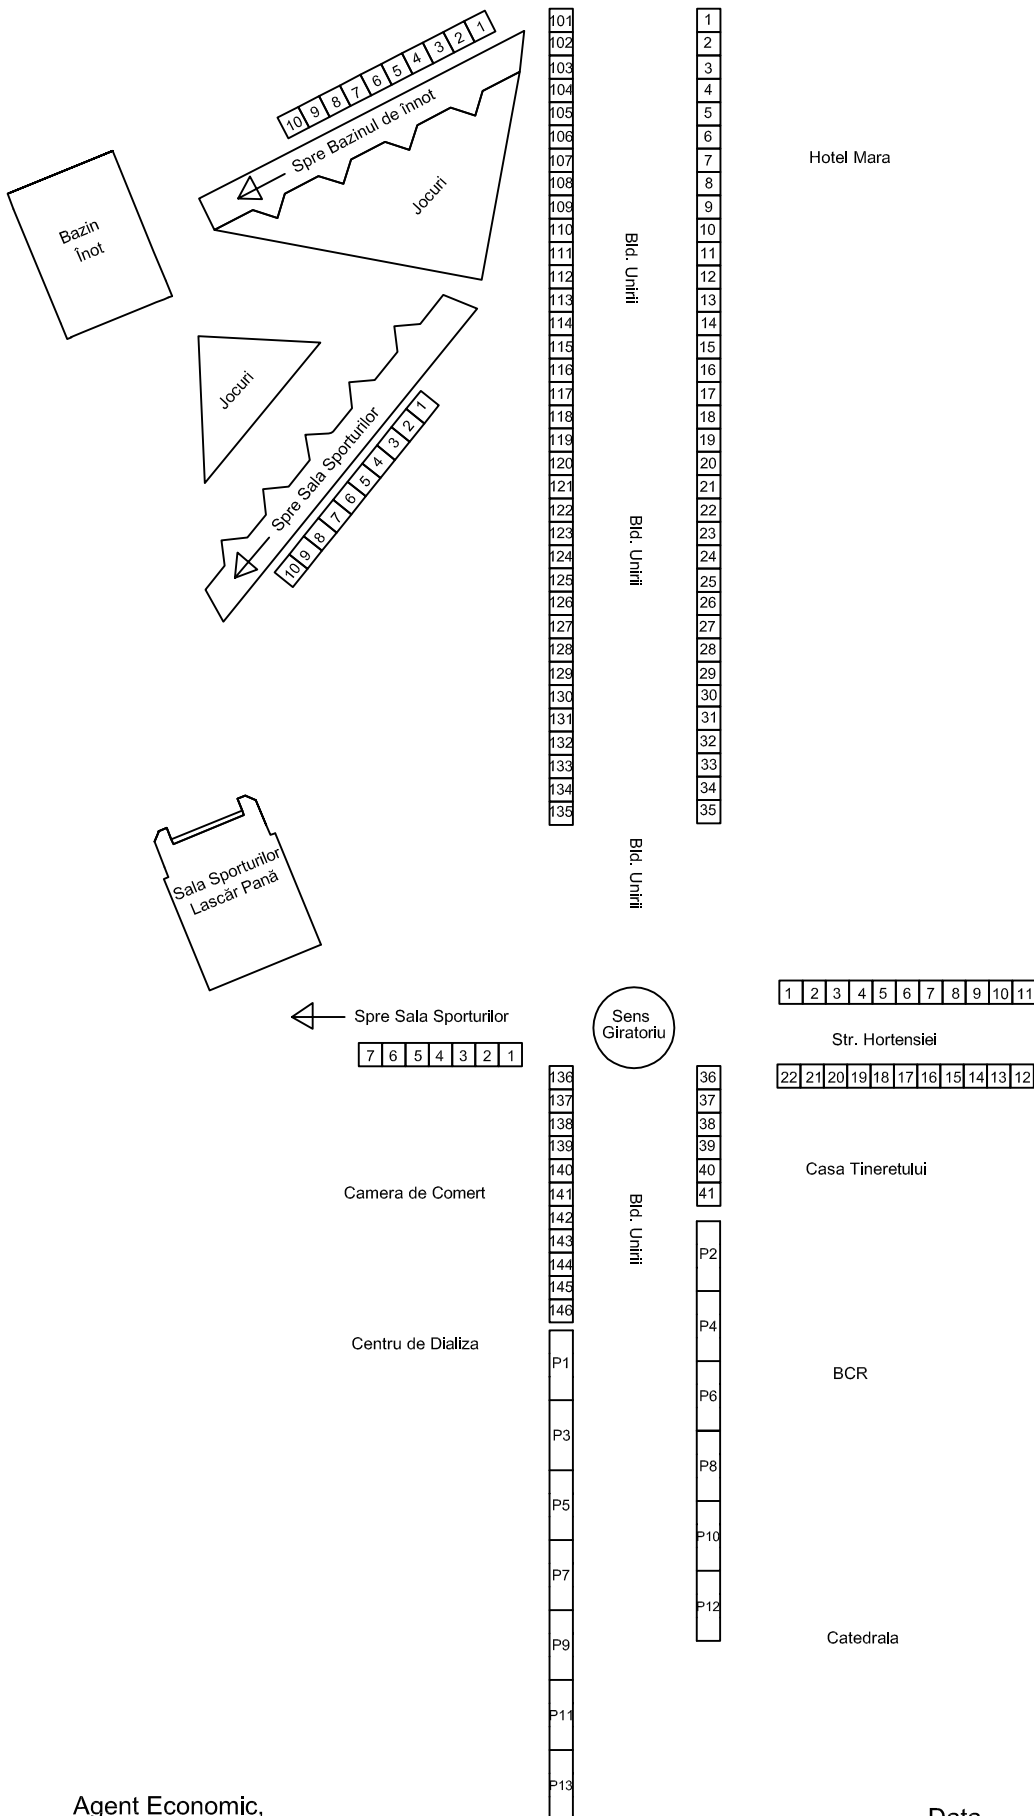 10 9 8 7 6 5 4 3 2 1
Spre Bazinul de înnot
Jocuri
Bazin
Înot
Jocuri
Spre Sala Sporturilor
10 9 8 7 6 5 4 3 2 1
101
102
103
104
105
106
107
108
109
110
111
112
113
114
115
116
117
118
119
120
121
122
123
124
125
126
127
128
129
130
131
132
133
134
135
Bld. Unirii
Bld. Unirii
Bld. Unirii
1
2
3
4
5
6
7
8
9
10
11
12
13
14
15
16
17
18
19
20
21
22
23
24
25
26
27
28
29
30
31
32
33
34
35
Hotel Mara
Sala Sporturilor
Lascăr Pană
Spre Sala Sporturilor
7 6 5 4 3 2 1
Sens
Giratoriu
1 2 3 4 5 6 7 8 9 10 11
Str. Hortensiei
22 21 20 19 18 17 16 15 14 13 12
136
137
138
139
140
141
142
143
144
145
146
P1
P3
P5
P7
P9
P11
P13
Camera de Comert
Centru de Dializa
Bld. Unirii
36
37
38
39
40
41
P2
P4
P6
P8
P10
P12
Casa Tineretului
BCR
Catedrala
Agent Economic,
Data